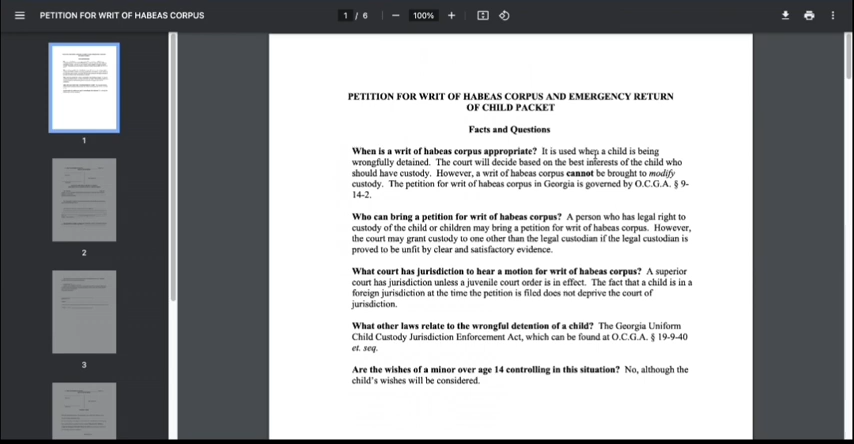 PETITION FOR WRIT OF HABEAS CORPUS
1 / 6
100%
PETITION FOR WRIT OF HABEAS CORPUS AND EMERGENCY RETURN
OF CHILD PACKET
Facts and Questions
When is a writ of habeas corpus appropriate? It is used when a child is being
wrongfully detained. The court will decide based on the best interests of the child who
should have custody. However, a writ of habeas corpus cannot be brought to modify
custody. The petition for writ of habeas corpus in Georgia is governed by O.C.G.A. § 9-
14-2.
Who can bring a petition for writ of habeas corpus? A person who has legal right to
custody of the child or children may bring a petition for writ of habeas corpus. However,
the court may grant custody to one other than the legal custodian if the legal custodian is
proved to be unfit by clear and satisfactory evidence.
What court has jurisdiction to hear a motion for writ of habeas corpus? A superior
court has jurisdiction unless a juvenile court order is in effect. The fact that a child is in a
foreign jurisdiction at the time the petition is filed does not deprive the court of
jurisdiction.
What other laws relate to the wrongful detention of a child? The Georgia Uniform
Child Custody Jurisdiction Enforcement Act, which can be found at O.C.G.A. § 19-9-40
et. seq.
Are the wishes of a minor over age 14 controlling in this situation? No, although the
child's wishes will be considered.
1
2
3